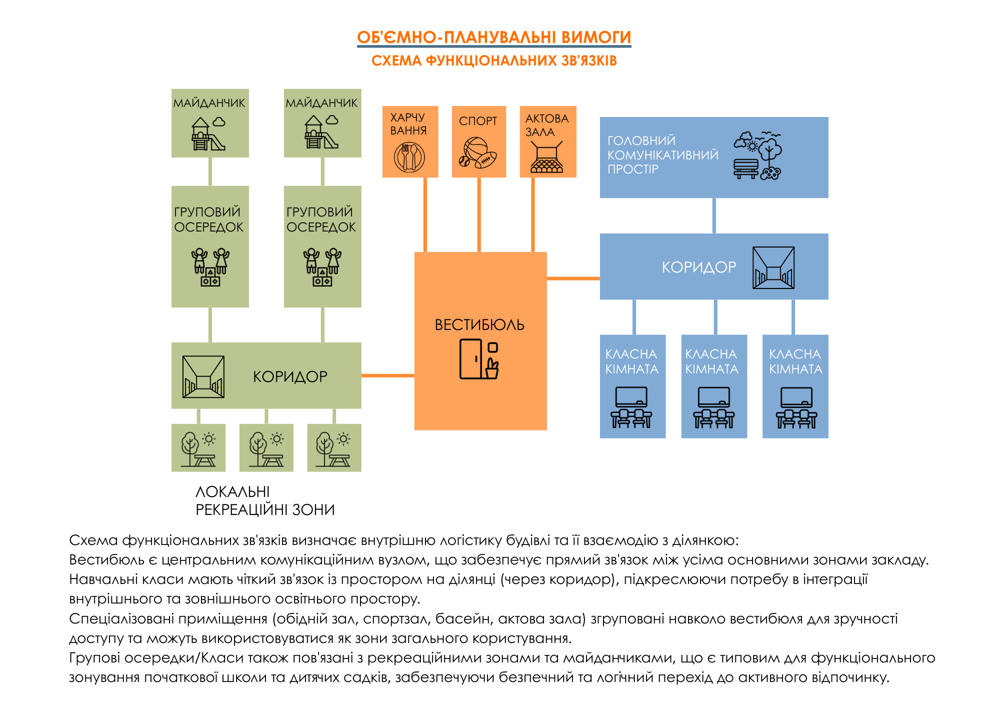 ОБ’ЄМНО-ПЛАНУВАЛЬНІ ВИМОГИ
СХЕМА ФУНКЦІОНАЛЬНИХ ЗВ’ЯЗКІВ
МАЙДАНЧИК
МАЙДАНЧИК
ХАРЧУ
ВАННЯ
СПОРТ
АКТОВА
ЗАЛА
ГОЛОВНИЙ
КОМУНІКАТИВНИЙ
ПРОСТІР
ГРУПОВИЙ
ОСЕРЕДОК
ГРУПОВИЙ
ОСЕРЕДОК
КОРИДОР
ВЕСТИБЮЛЬ
КЛАСНА
КІМНАТА
КЛАСНА
КІМНАТА
КЛАСНА
КІМНАТА
КОРИДОР
ЛОКАЛЬНІ
РЕКРЕАЦІЙНІ ЗОНИ
Схема функціональних зв'язків визначає внутрішню логістику будівлі та її взаємодію з ділянкою:
Вестибюль є центральним комунікаційним вузлом, що забезпечує прямий зв'язок між усіма основними зонами закладу.
Навчальні класи мають чіткий зв'язок із простором на ділянці (через коридор), підкреслюючи потребу в інтеграції
внутрішнього та зовнішнього освітнього простору.
Спеціалізовані приміщення (обідній зал, спортзал, басейн, актова зала) згруповані навколо вестибюля для зручності
доступу та можуть використовуватися як зони загального користування.
Групові осередки/Класи також пов'язані з рекреаційними зонами та майданчиками, що є типовим для функціонального
зонування початкової школи та дитячих садків, забезпечуючи безпечний та логічний перехід до активного відпочинку.